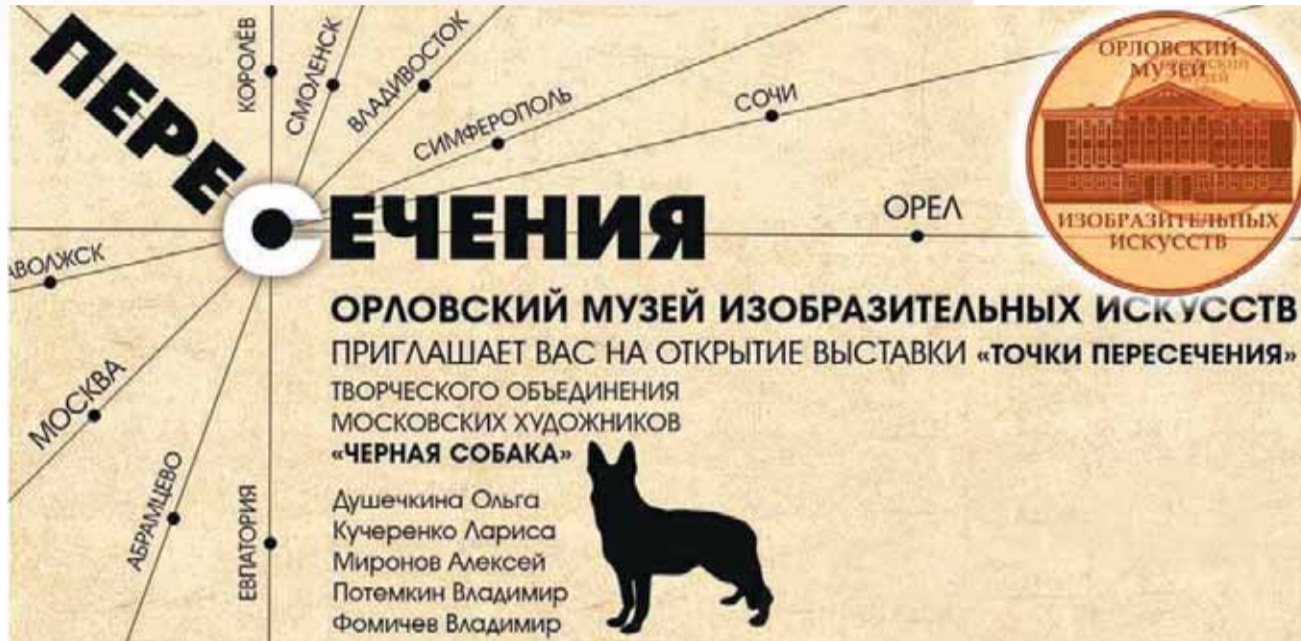 ПЕРЕ
СЕЧЕНИЯ
КОРОЛЁВ
СМОЛЕНСК
ВЛАДИВОСТОК
СИМФЕРОПОЛЬ
СОЧИ
ОРЕЛ
АВОЛЖСК
МОСКВА
АБРАМЦЕВО
ЕВПАТОРИЯ
ОРЛОВСКИЙ
МУЗЕЙ
ИЗОБРАЗИТЕЛЬНЫХ
ИСКУССТВ
ОРЛОВСКИЙ МУЗЕЙ ИЗОБРАЗИТЕЛЬНЫХ ИСКУССТВ
ПРИГЛАШАЕТ ВАС НА ОТКРЫТИЕ ВЫСТАВКИ «ТОЧКИ ПЕРЕСЕЧЕНИЯ»
ТВОРЧЕСКОГО ОБЪЕДИНЕНИЯ
МОСКОВСКИХ ХУДОЖНИКОВ
«ЧЕРНАЯ СОБАКА»
Душечкина Ольга
Кучеренко Лариса
Миронов Алексей
Потемкин Владимир
Фомичев Владимир